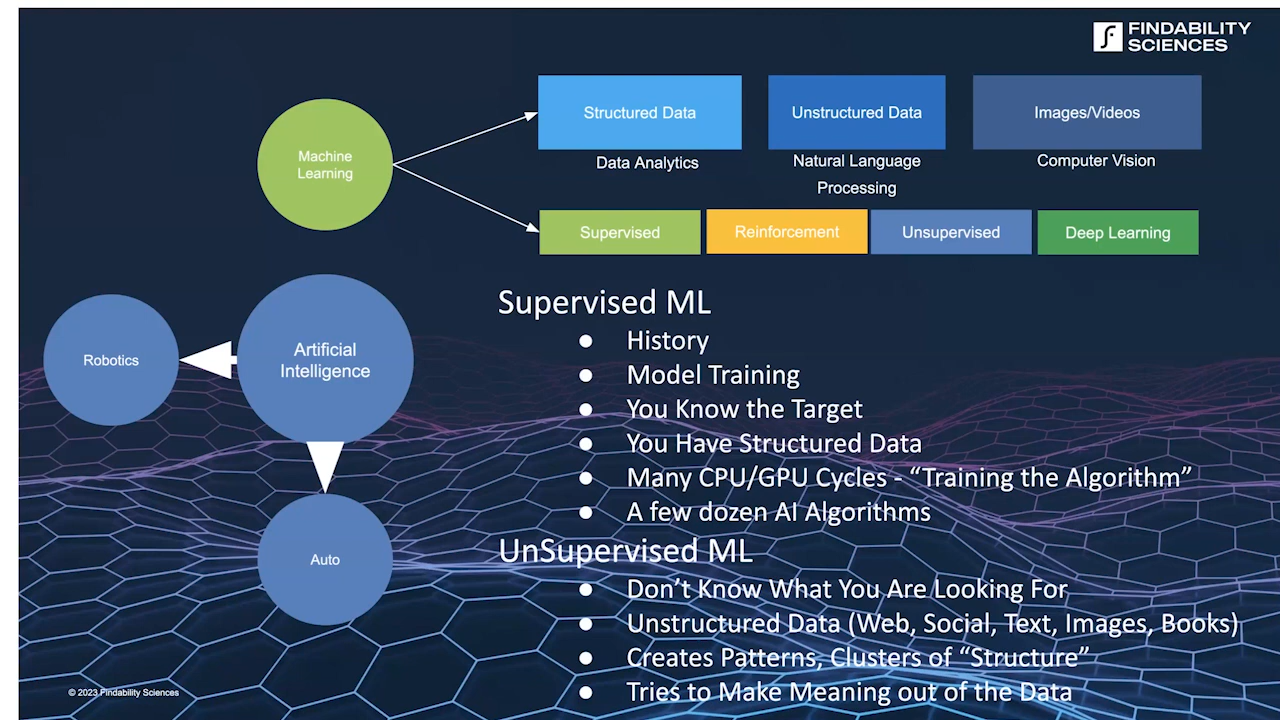 FINDABILITY
SCIENCES
Structured Data
Unstructured Data
Images/Videos
Machine
Learning
Data Analytics
Natural Language
Processing
Computer Vision
Supervised
Reinforcement
Unsupervised
Deep Learning
Robotics
Artificial
Intelligence
Auto
Supervised ML
● History
● Model Training
● You Know the Target
● You Have Structured Data
● Many CPU/GPU Cycles - “Training the Algorithm”
● A few dozen AI Algorithms
UnSupervised ML
● Don’t Know What You Are Looking For
● Unstructured Data (Web, Social, Text, Images, Books)
● Creates Patterns, Clusters of “Structure”
● Tries to Make Meaning out of the Data
© 2023 Findability Sciences